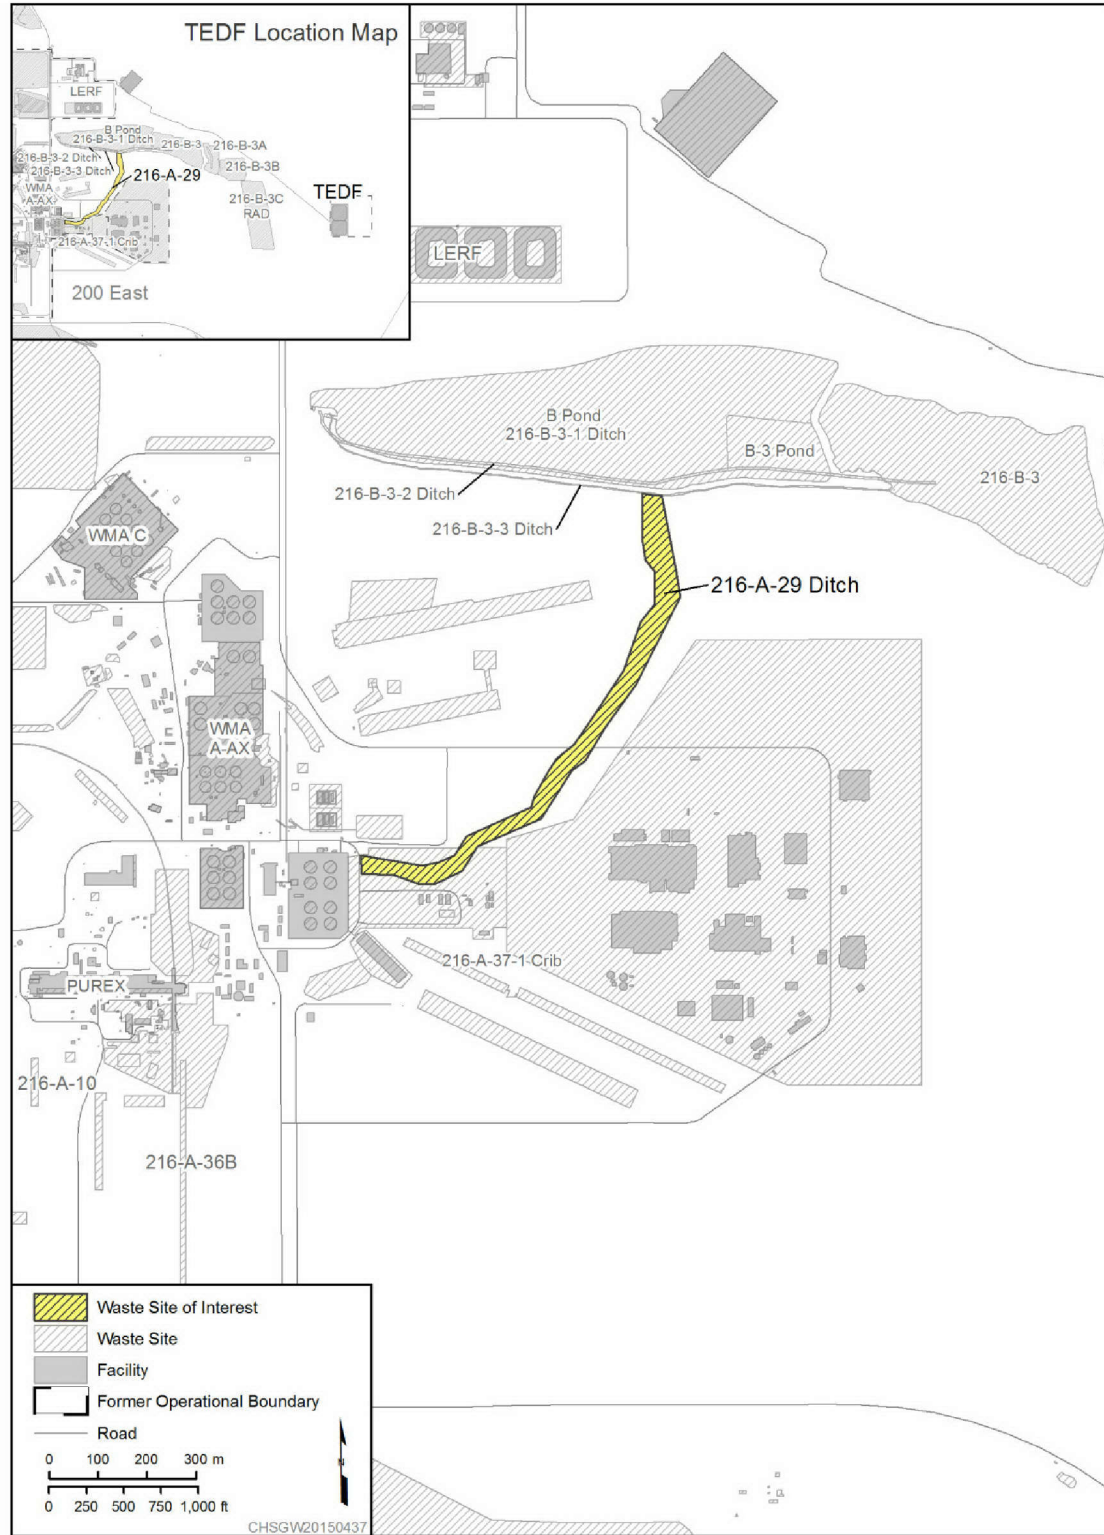 TEDF Location Map
LERF
B Pond
216-B-3-1 Ditch
216-B-3
216-B-3A
216-B-3-2 Ditch
216-B-3-3 Ditch
216-B-3B
216-A-29
WMA
A-AX
216-B-3C
RAD
TEDF
216-A-37-1 Crib
200 East
LERF
B Pond
216-B-3-1 Ditch
B-3 Pond
216-B-3
216-B-3-2 Ditch
216-B-3-3 Ditch
WMA C
216-A-29 Ditch
WMA
A-AX
216-A-37-1 Crib
PUREX
216-A-10
216-A-36B
Waste Site of Interest
Waste Site
Facility
Former Operational Boundary
Road
0 100 200 300 m
0 250 500 750 1,000 ft
N
CHSGW20150437